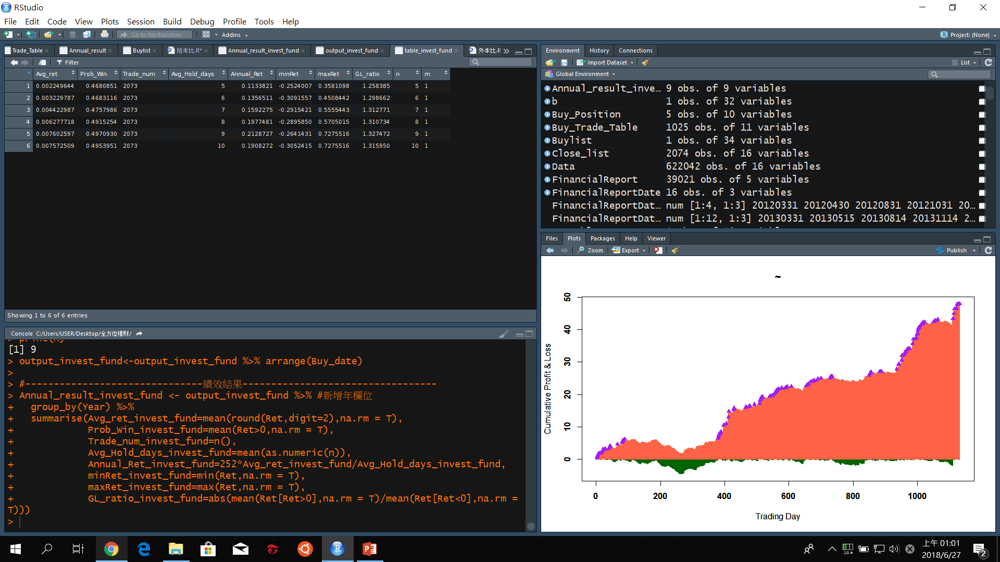 RStudio
File Edit Code View Plots Session Build Debug Profile Tools Help
Go to file/function Addins Project: (None)
Trade_Table Annual_result Buylist 投本比.R* Annual_result_invest_fund output_invest_fund table_invest_fund 外本比.R
Filter
Avg_ret Prob_Win Trade_num Avg_Hold_days Annual_Ret minRet maxRet GL_ratio n m
1 0.002249644 0.4680851 2073 5 0.1133821 -0.2524007 0.3581098 1.258385 5 1
2 0.003229787 0.4683116 2073 6 0.1356511 -0.3091557 0.4508442 1.298662 6 1
3 0.004422987 0.4757986 2073 7 0.1592275 -0.2915421 0.5555443 1.312771 7 1
4 0.006277718 0.4915254 2073 8 0.1977481 -0.2895850 0.5705015 1.310734 8 1
5 0.007602597 0.4970930 2073 9 0.2128727 -0.2641431 0.7275516 1.327472 9 1
6 0.007572509 0.4953951 2073 10 0.1908272 -0.3052415 0.7275516 1.315950 10 1
Showing 1 to 6 of 6 entries
Console C:/Users/USER/Desktop/全方位理財/
> print(n)
[1] 9
> output_invest_fund<-output_invest_fund %>% arrange(Buy_date)
>
> #-------------------------------績效結果----------------------------------
> Annual_result_invest_fund <- output_invest_fund %>% #新增年欄位
+ group_by(Year) %>%
+ summarise(Avg_ret_invest_fund=mean(round(Ret,digit=2),na.rm = T),
+ Prob_Win_invest_fund=mean(Ret>0,na.rm = T),
+ Trade_num_invest_fund=n(),
+ Avg_Hold_days_invest_fund=mean(as.numeric(n)),
+ Annual_Ret_invest_fund=252*Avg_ret_invest_fund/Avg_Hold_days_invest_fund,
+ minRet_invest_fund=min(Ret,na.rm = T),
+ maxRet_invest_fund=max(Ret,na.rm = T),
+ GL_ratio_invest_fund=abs(mean(Ret[Ret>0],na.rm = T)/mean(Ret[Ret<0],na.rm =
T)))
>
Environment History Connections
Import Dataset List
Global Environment
Annual_result_inve… 9 obs. of 9 variables
b 1 obs. of 32 variables
Buy_Position 5 obs. of 10 variables
Buy_Trade_Table 1025 obs. of 11 variables
Buylist 1 obs. of 34 variables
Close_list 2074 obs. of 16 variables
Data 622042 obs. of 16 variables
FinancialReport 39021 obs. of 5 variables
FinancialReportDate 16 obs. of 3 variables
FinancialReportDat… num [1:4, 1:3] 20120331 20120430 20120831 20121031 20…
FinancialReportDat… num [1:12, 1:3] 20130331 20130515 20130814 20131114 2…
Files Plots Packages Help Viewer
Zoom Export Publish
~
Cumulative Profit & Loss
50
40
30
20
10
0
0 200 400 600 800 1000
Trading Day
上午 01:01
2018/6/27
2